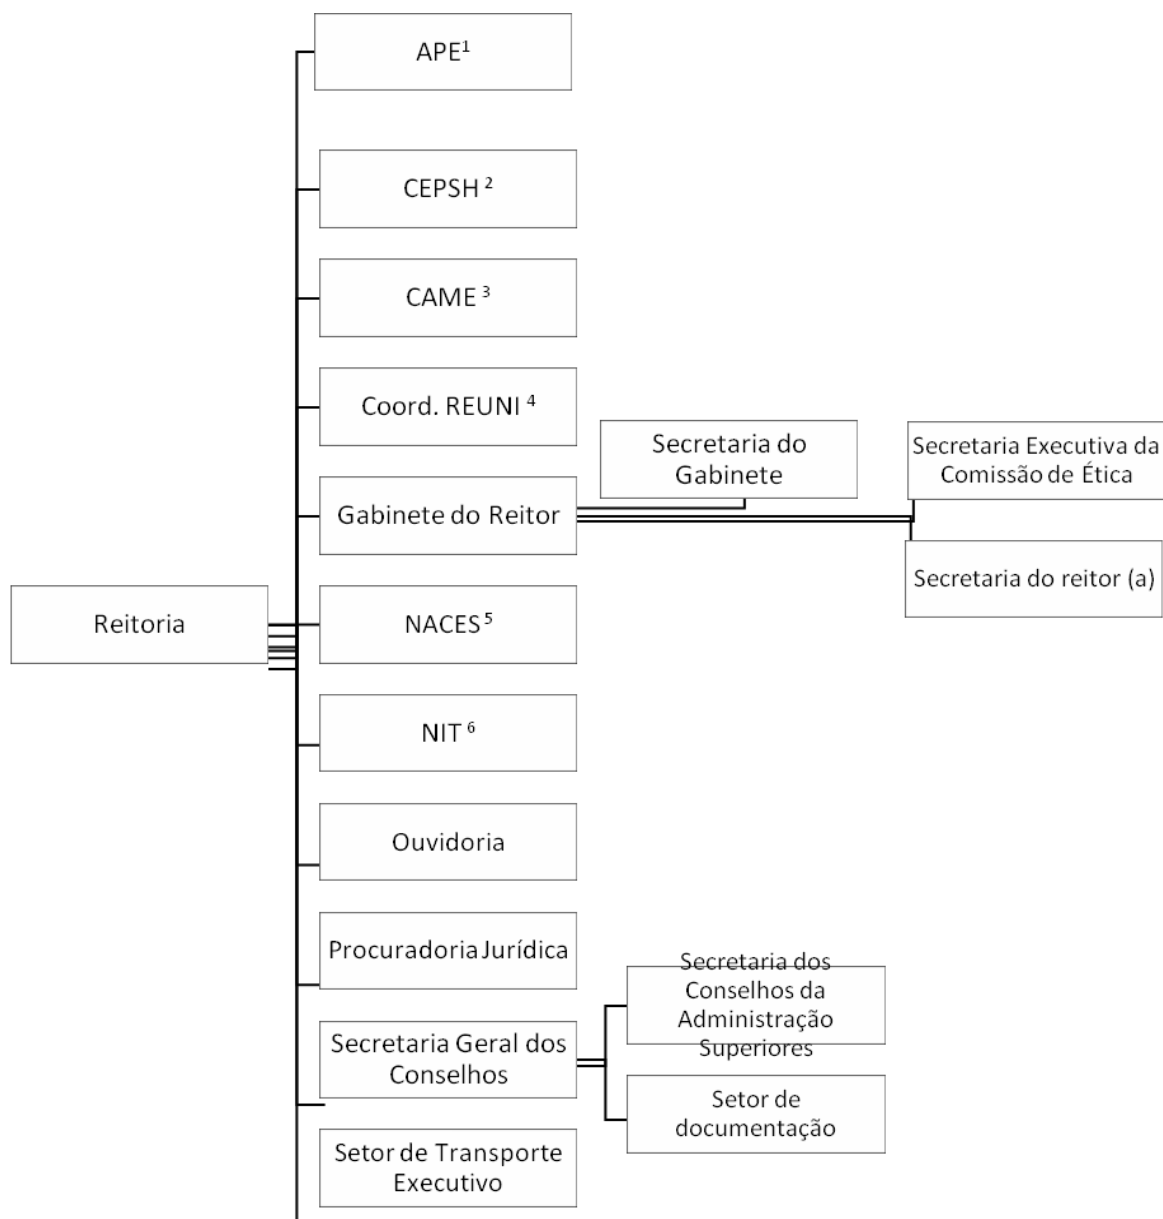 APE¹
CEPSH ²
CAME ³
Coord. REUNI ⁴
Secretaria do
Gabinete
Secretaria Executiva da
Comissão de Ética
Gabinete do Reitor
Secretaria do reitor (a)
Reitoria
NACES⁵
NIT ⁶
Ouvidoria
Procuradoria Jurídica
Secretaria dos
Conselhos da
Administração
Superiores
Secretaria Geral dos
Conselhos
Setor de
documentação
Setor de Transporte
Executivo